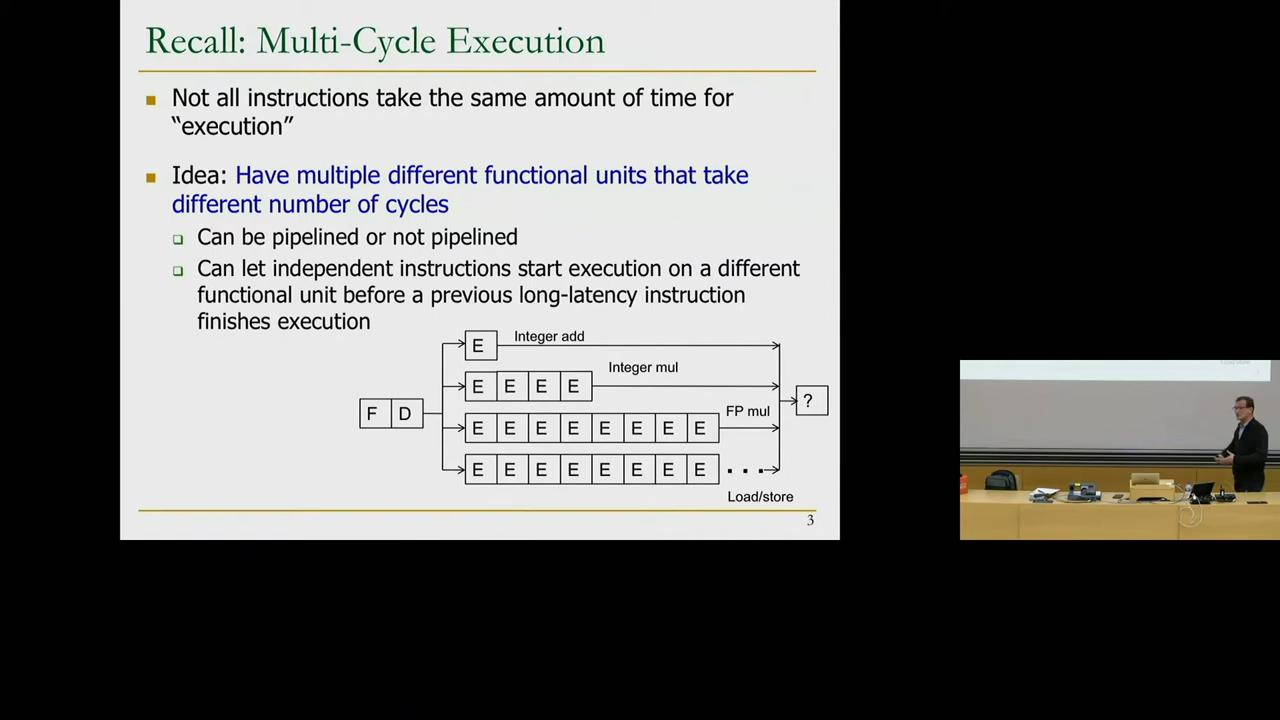 Recall: Multi-Cycle Execution
Not all instructions take the same amount of time for
“execution”
Idea: Have multiple different functional units that take
different number of cycles
Can be pipelined or not pipelined
Can let independent instructions start execution on a different
functional unit before a previous long-latency instruction
finishes execution
E Integer add
Integer mul
E E E E
F D
?
FP mul
E E E E E E E E
E E E E E E E E . . .
Load/store
3